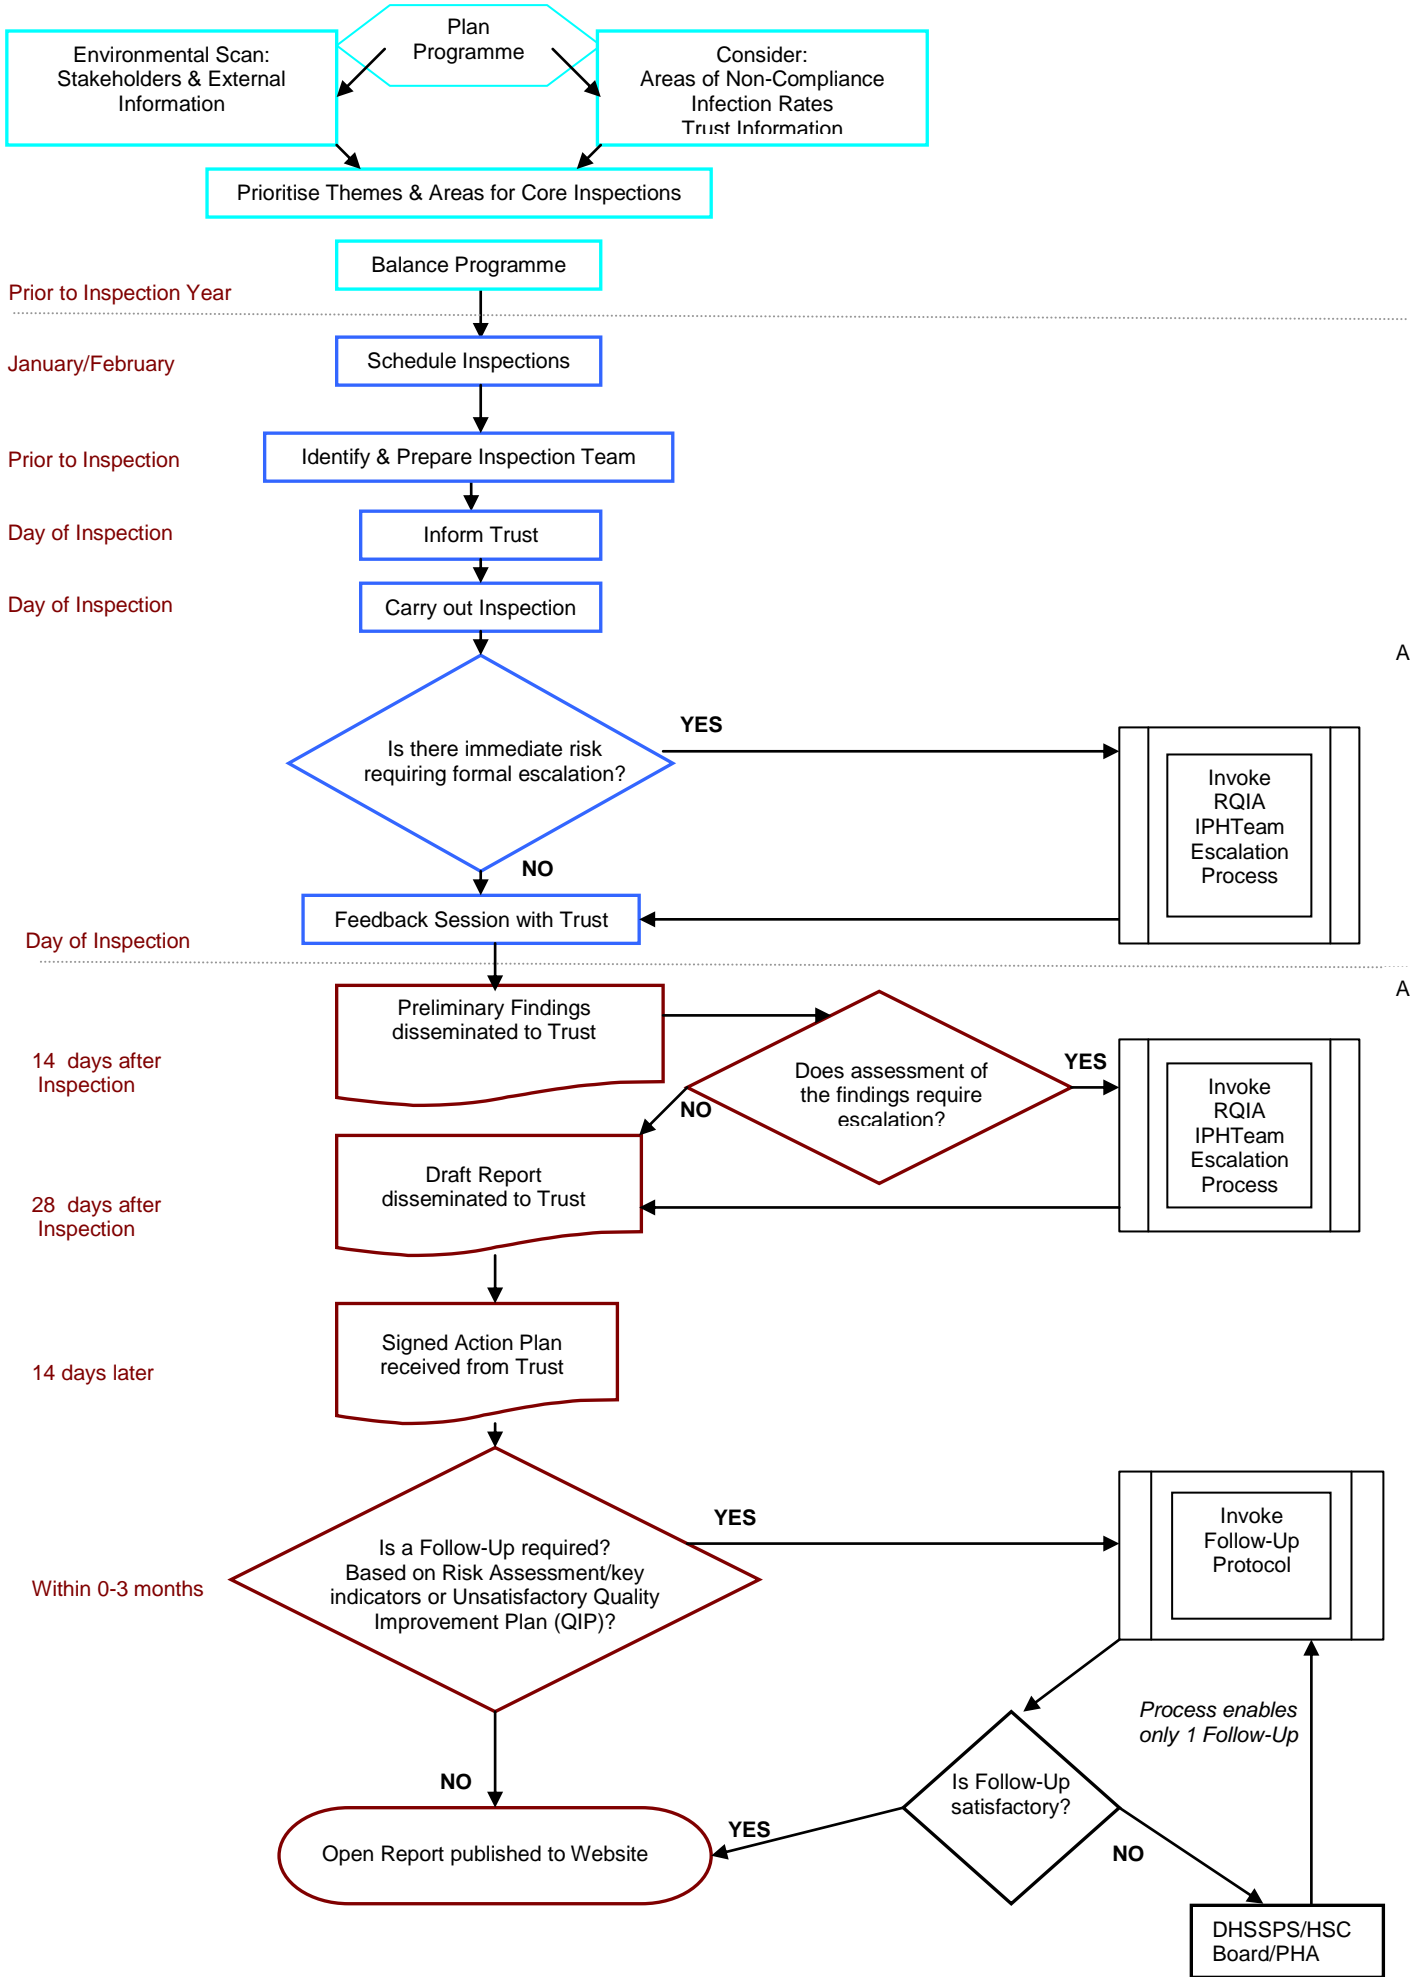 Plan
Programme
Environmental Scan:
Stakeholders & External
Information
Consider:
Areas of Non-Compliance
Infection Rates
Trust Information
Prioritise Themes & Areas for Core Inspections
Balance Programme
Prior to Inspection Year
January/February
Schedule Inspections
Prior to Inspection
Identify & Prepare Inspection Team
Day of Inspection
Inform Trust
Day of Inspection
Carry out Inspection
A
Is there immediate risk
requiring formal escalation?
YES
Invoke
RQIA
IPHTeam
Escalation
Process
NO
Feedback Session with Trust
Day of Inspection
A
Preliminary Findings
disseminated to Trust
14 days after
Inspection
Does assessment of
the findings require
escalation?
YES
Invoke
RQIA
IPHTeam
Escalation
Process
NO
Draft Report
disseminated to Trust
28 days after
Inspection
Signed Action Plan
received from Trust
14 days later
Is a Follow-Up required?
Based on Risk Assessment/key
indicators or Unsatisfactory Quality
Improvement Plan (QIP)?
Within 0-3 months
YES
Invoke
Follow-Up
Protocol
Process enables
only 1 Follow-Up
Is Follow-Up
satisfactory?
NO
YES
NO
Open Report published to Website
DHSSPS/HSC
Board/PHA